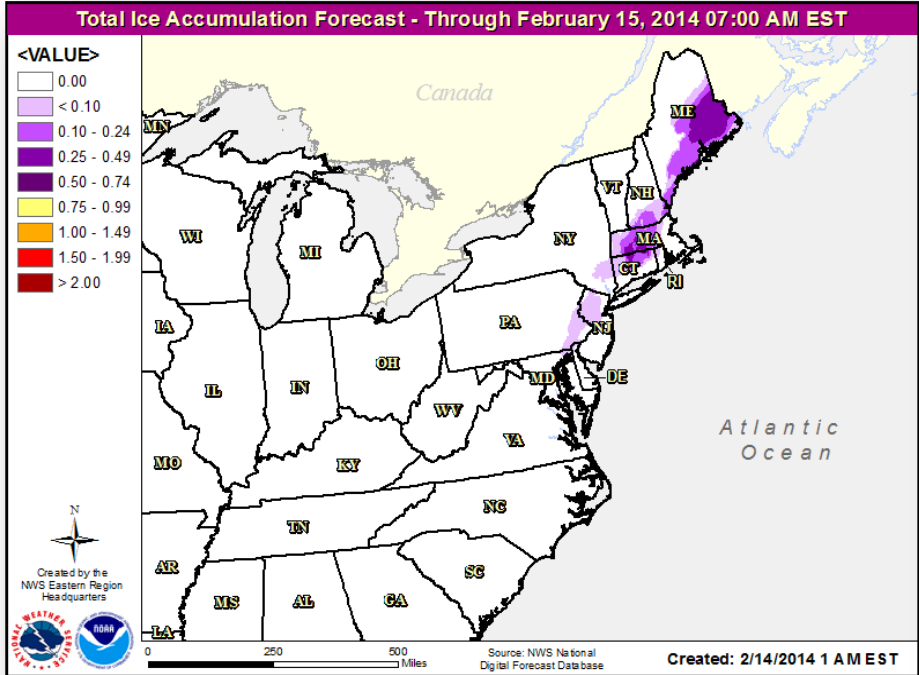 Total Ice Accumulation Forecast - Through February 15, 2014 07:00 AM EST
<VALUE>
0.00
< 0.10
0.10 - 0.24
0.25 - 0.49
0.50 - 0.74
0.75 - 0.99
1.00 - 1.49
1.50 - 1.99
> 2.00
Canada
MN
ME
VT
NH
WI
MI
NY
MA
CT
RI
IA
PA
NJ
OH
IL
IN
MD
DE
WV
VA
Atlantic
Ocean
MO
KY
NC
TN
AR
SC
MS
AL
GA
LA
N
Created by the
NWS Eastern Region
Headquarters
NATIONAL WEATHER SERVICE
NOAA
0 250 500
Miles
Source: NWS National
Digital Forecast Database
Created: 2/14/2014 1 AM EST